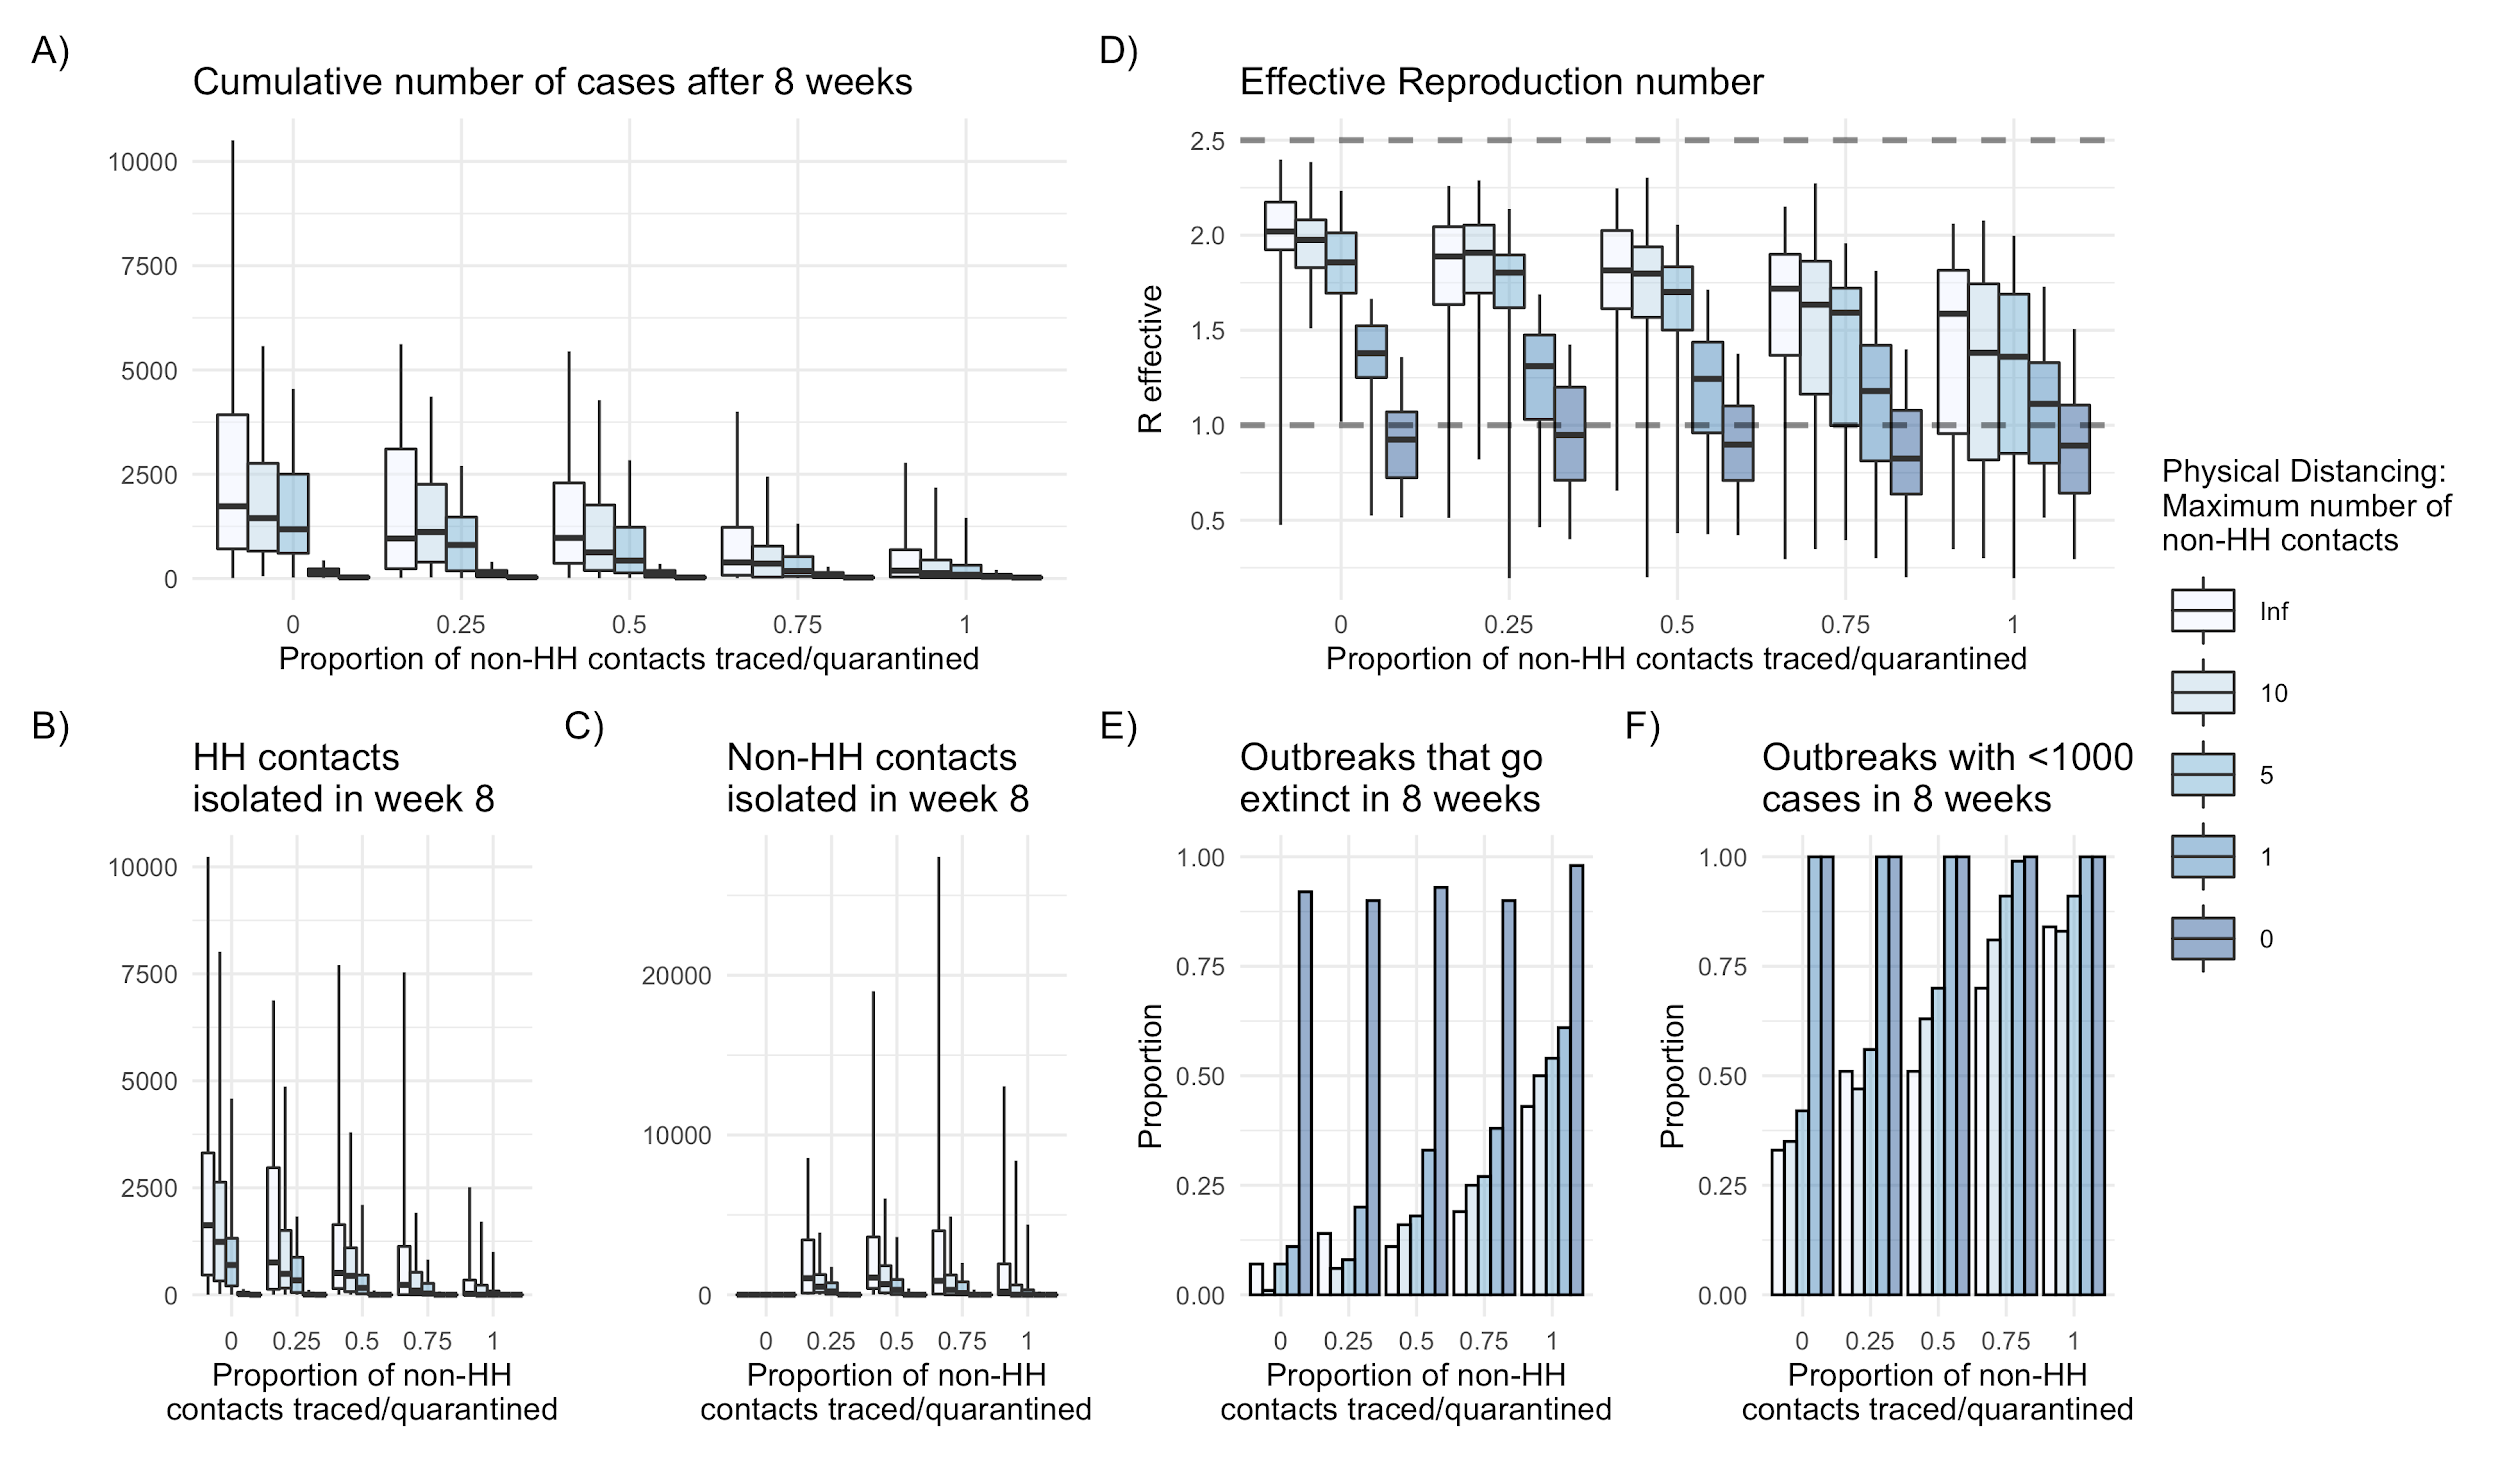 A)
Cumulative number of cases after 8 weeks
10000
7500
5000
2500
0
0 0.25 0.5 0.75 1
Proportion of non-HH contacts traced/quarantined
D)
Effective Reproduction number
R effective
2.5
2.0
1.5
1.0
0.5
0 0.25 0.5 0.75 1
Proportion of non-HH contacts traced/quarantined
B)
HH contacts
isolated in week 8
10000
7500
5000
2500
0
0 0.25 0.5 0.75 1
Proportion of non-HH
contacts traced/quarantined
C)
Non-HH contacts
isolated in week 8
20000
10000
0
0 0.25 0.5 0.75 1
Proportion of non-HH
contacts traced/quarantined
E)
Outbreaks that go
extinct in 8 weeks
Proportion
1.00
0.75
0.50
0.25
0.00
0 0.25 0.5 0.75 1
Proportion of non-HH
contacts traced/quarantined
F)
Outbreaks with <1000
cases in 8 weeks
Proportion
1.00
0.75
0.50
0.25
0.00
0 0.25 0.5 0.75 1
Proportion of non-HH
contacts traced/quarantined
Physical Distancing:
Maximum number of
non-HH contacts
Inf
10
5
1
0